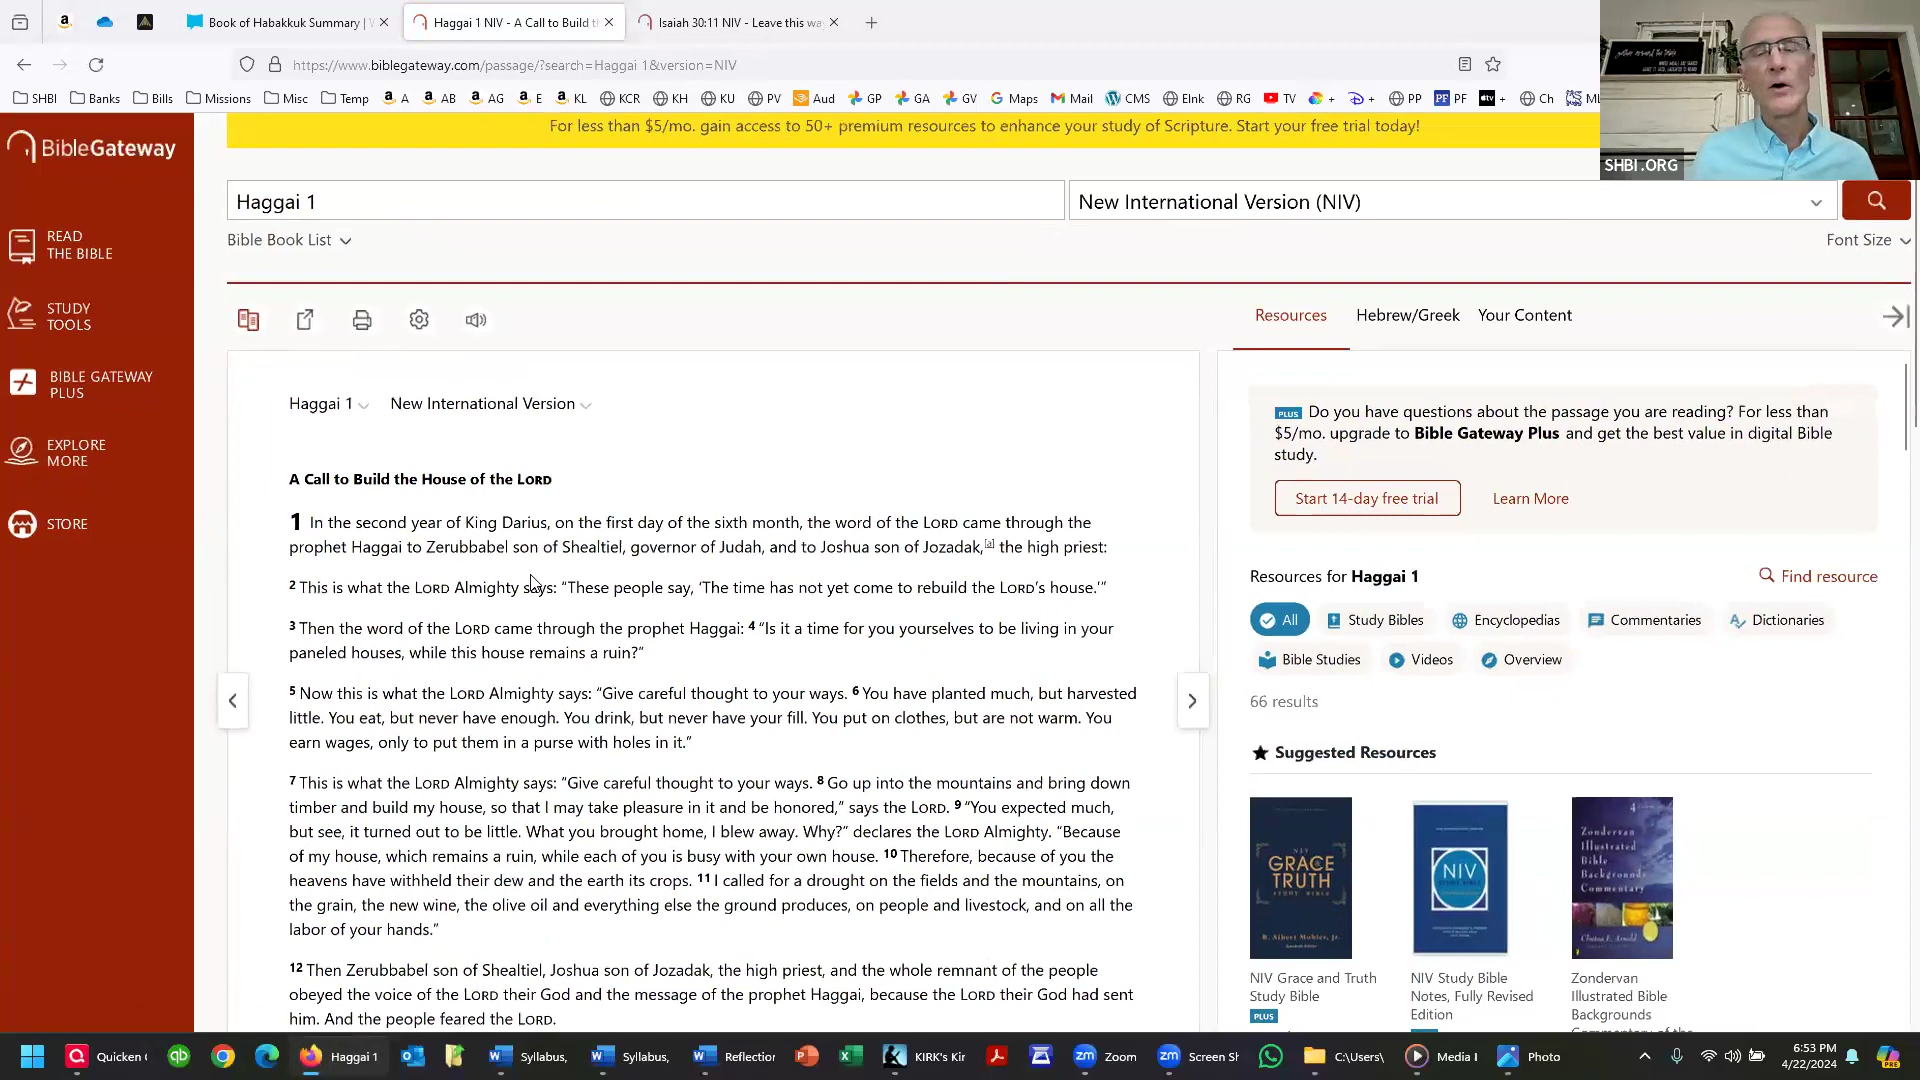 Book of Habakkuk Summary |
Haggai 1 NIV - A Call to Build t
Isaiah 30:11 NIV - Leave this wa
https://www.biblegateway.com/passage/?search=Haggai 1&version=NIV
SHBI Banks Bills Missions Misc Temp A AB AG E KL KCR KH KU PV Aud GP GA GV Maps Mail CMS Elnk RG TV + + PP PF PF + Ch
BibleGateway
For less than $5/mo. gain access to 50+ premium resources to enhance your study of Scripture. Start your free trial today!
SHBI.ORG
Haggai 1
New International Version (NIV)
Bible Book List
Font Size
READ
THE BIBLE
STUDY
TOOLS
BIBLE GATEWAY
PLUS
EXPLORE
MORE
STORE
Haggai 1 New International Version
A Call to Build the House of the LORD
1 In the second year of King Darius, on the first day of the sixth month, the word of the LORD came through the
prophet Haggai to Zerubbabel son of Shealtiel, governor of Judah, and to Joshua son of Jozadak,[a] the high priest:
2 This is what the LORD Almighty says: “These people say, ‘The time has not yet come to rebuild the LORD’s house.’”
3 Then the word of the LORD came through the prophet Haggai: 4 “Is it a time for you yourselves to be living in your
paneled houses, while this house remains a ruin?”
5 Now this is what the LORD Almighty says: “Give careful thought to your ways. 6 You have planted much, but harvested
little. You eat, but never have enough. You drink, but never have your fill. You put on clothes, but are not warm. You
earn wages, only to put them in a purse with holes in it.”
7 This is what the LORD Almighty says: “Give careful thought to your ways. 8 Go up into the mountains and bring down
timber and build my house, so that I may take pleasure in it and be honored,” says the LORD. 9 “You expected much,
but see, it turned out to be little. What you brought home, I blew away. Why?” declares the LORD Almighty. “Because
of my house, which remains a ruin, while each of you is busy with your own house. 10 Therefore, because of you the
heavens have withheld their dew and the earth its crops. 11 I called for a drought on the fields and the mountains, on
the grain, the new wine, the olive oil and everything else the ground produces, on people and livestock, and on all the
labor of your hands.”
12 Then Zerubbabel son of Shealtiel, Joshua son of Jozadak, the high priest, and the whole remnant of the people
obeyed the voice of the LORD their God and the message of the prophet Haggai, because the LORD their God had sent
him. And the people feared the LORD.
Resources Hebrew/Greek Your Content
PLUS Do you have questions about the passage you are reading? For less than
$5/mo. upgrade to Bible Gateway Plus and get the best value in digital Bible
study.
Start 14-day free trial Learn More
Resources for Haggai 1 Find resource
All Study Bibles Encyclopedias Commentaries Dictionaries
Bible Studies Videos Overview
66 results
Suggested Resources
NIV
GRACE
TRUTH
STUDY BIBLE
R. Albert Mohler, Jr.
NIV
STUDY BIBLE
4
Zondervan
Illustrated
Bible
Backgrounds
Commentary
Clinton E. Arnold
NIV Grace and Truth
Study Bible
PLUS
NIV Study Bible
Notes, Fully Revised
Edition
Zondervan
Illustrated Bible
Backgrounds
Commentary of the
Quicken Haggai 1 Syllabus, Syllabus, Reflection KIRK's Kir Zoom Screen Sh C:\Users\ Media Photo
6:53 PM
4/22/2024